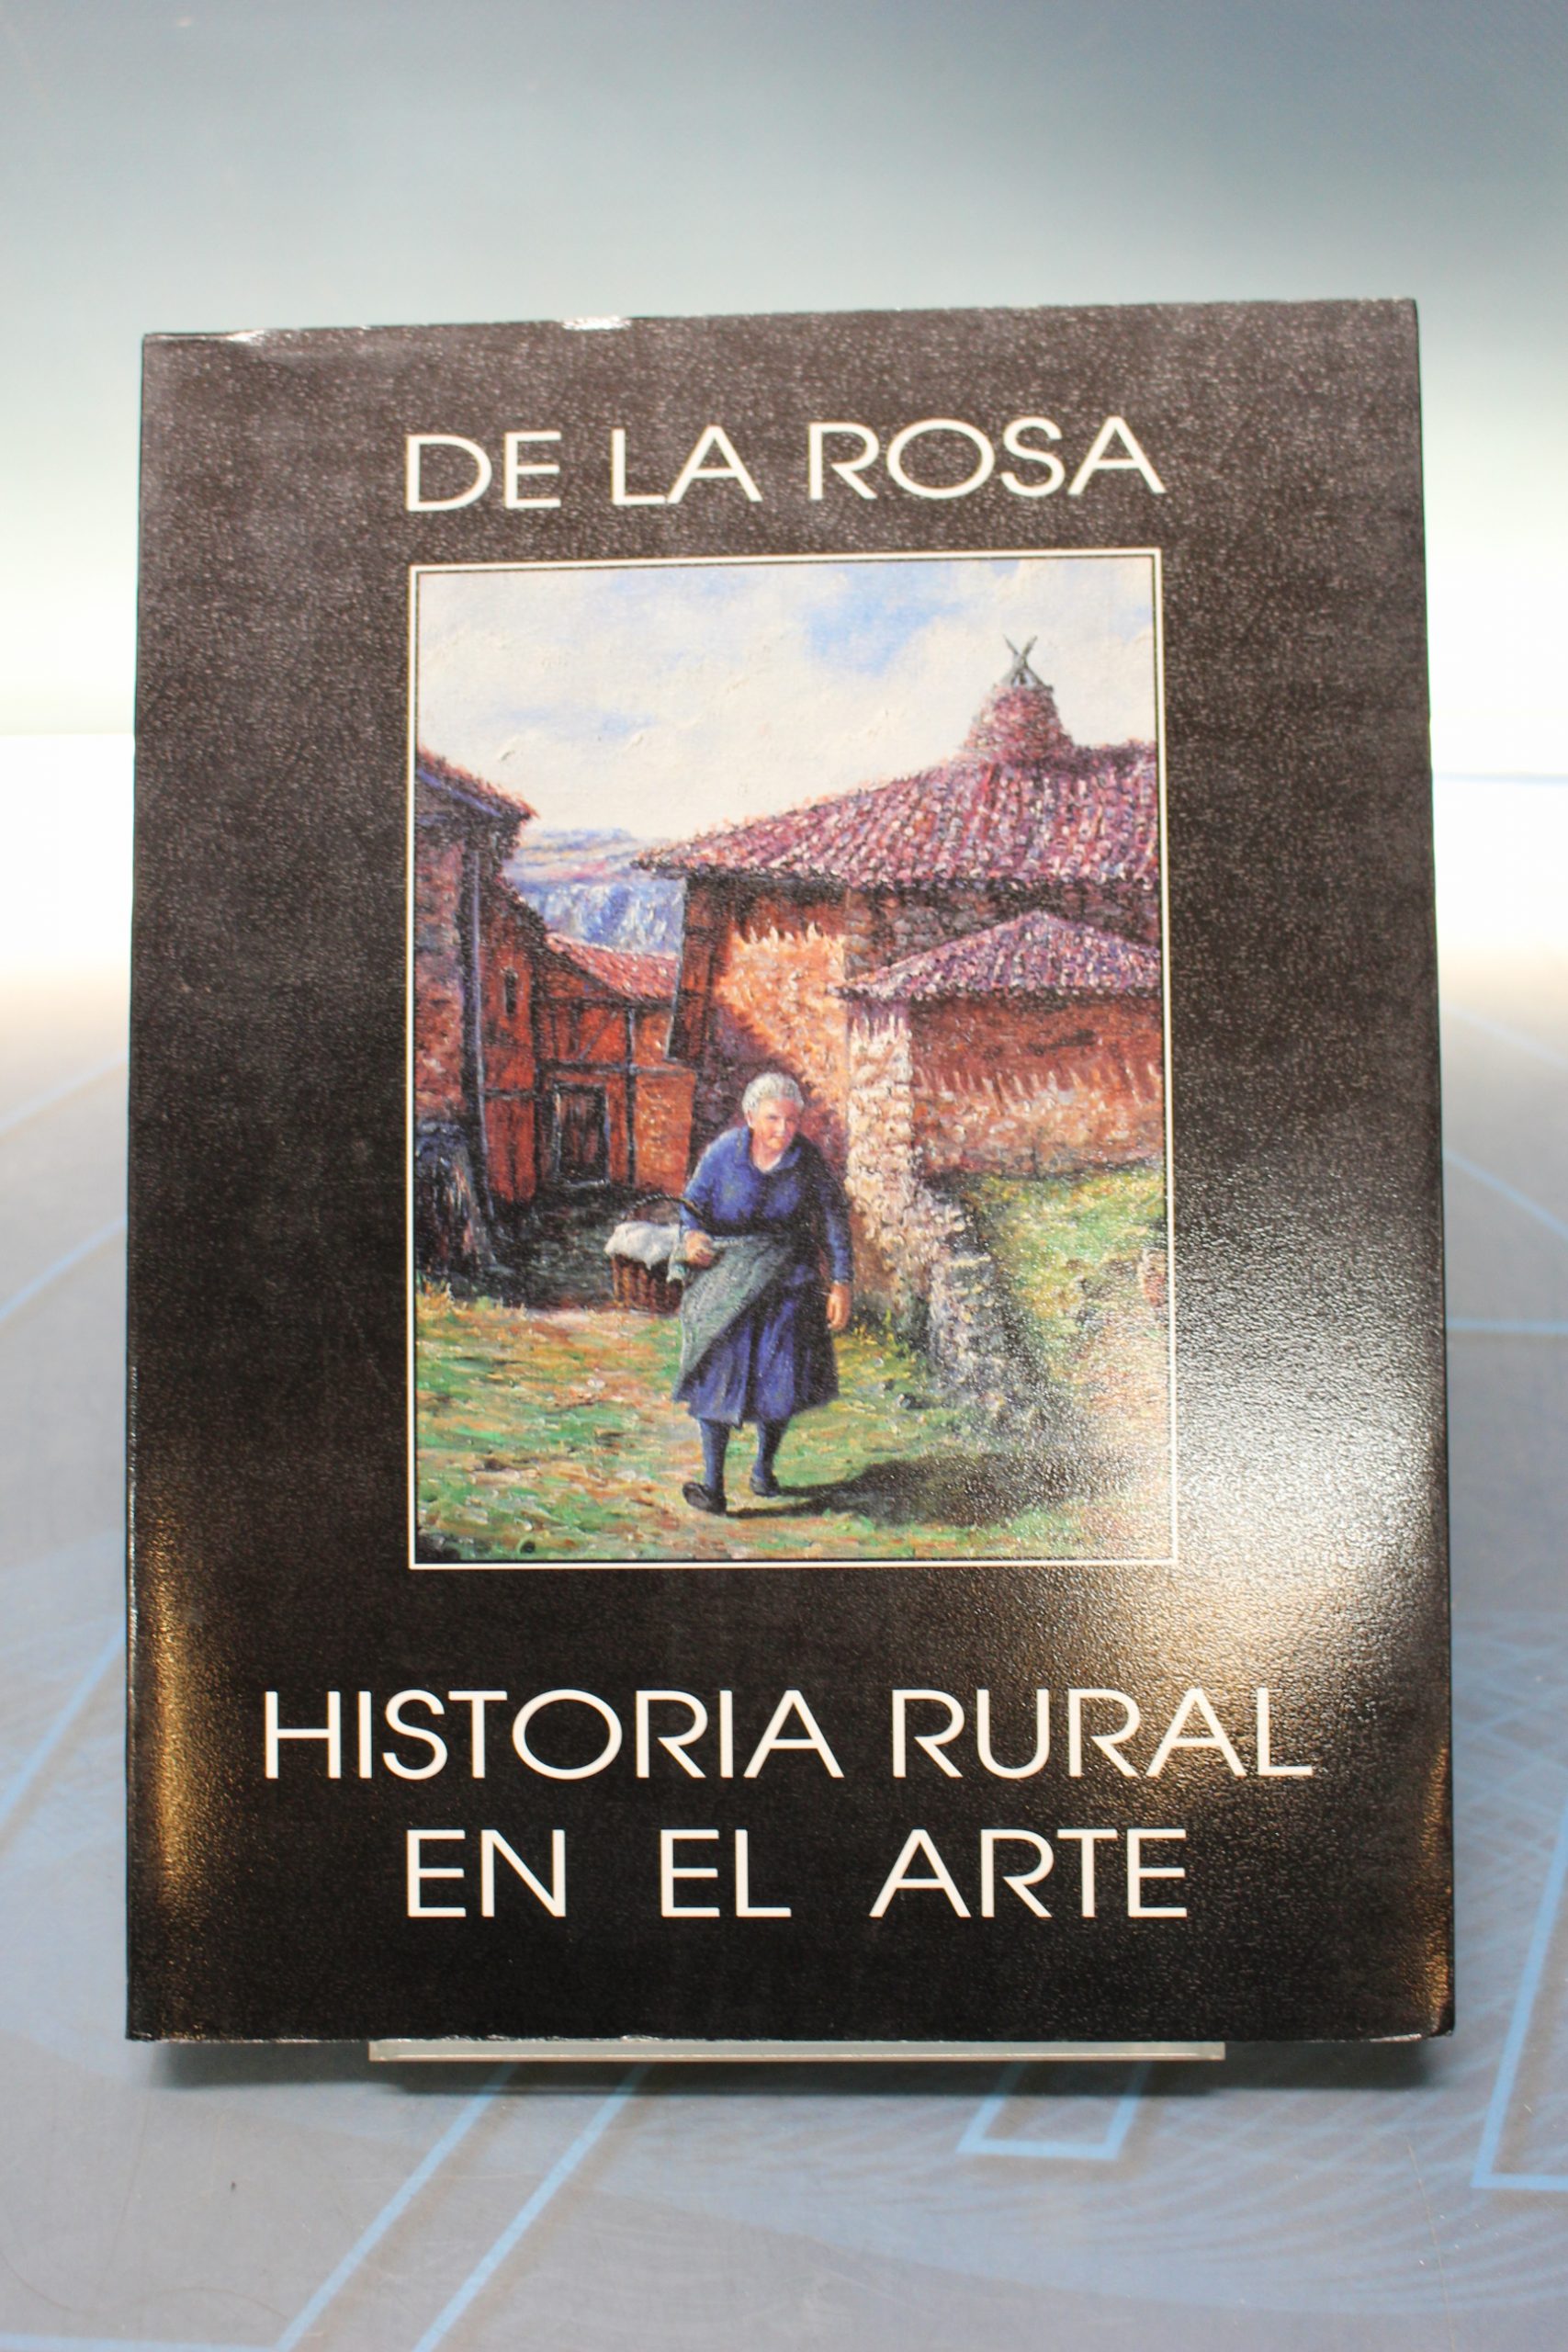 DE LA ROSA
HISTORIA RURAL
EN EL ARTE